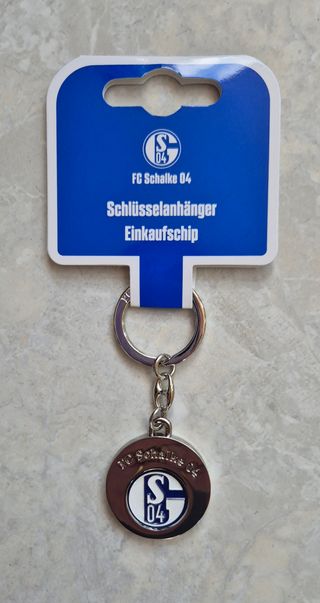 S
04
FC Schalke 04
Schlüsselanhänger
Einkaufschip
FC Schalke 04
S
04